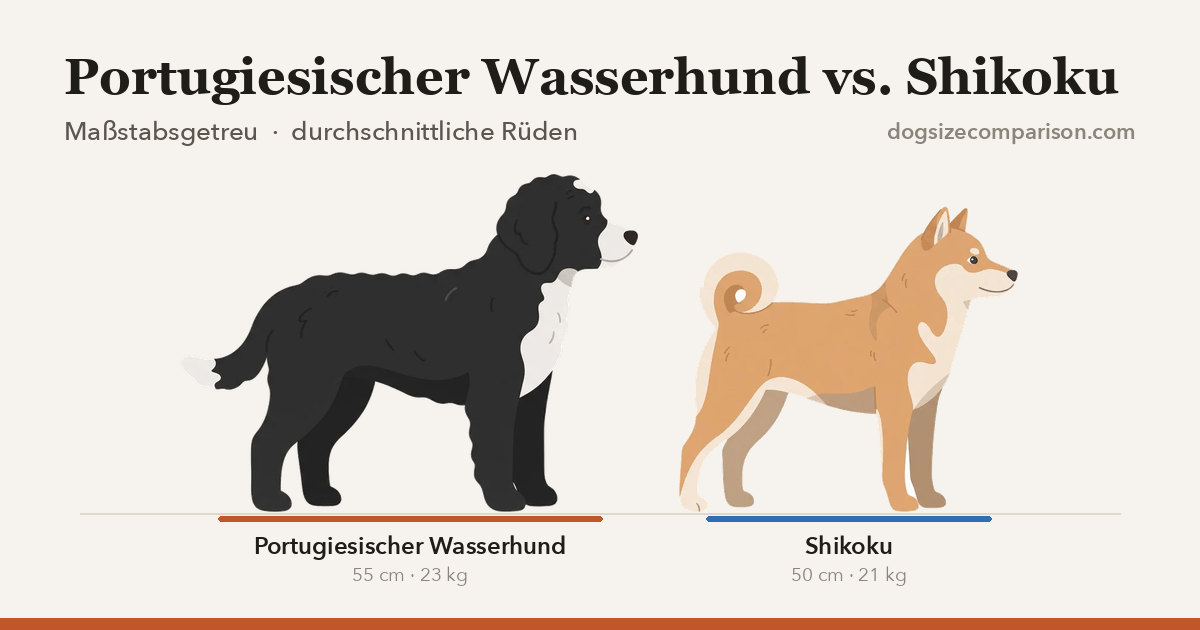 Portugiesischer Wasserhund vs. Shikoku
Maßstabsgetreu · durchschnittliche Rüden
dogsizecomparison.com
Portugiesischer Wasserhund
55 cm · 23 kg
Shikoku
50 cm · 21 kg